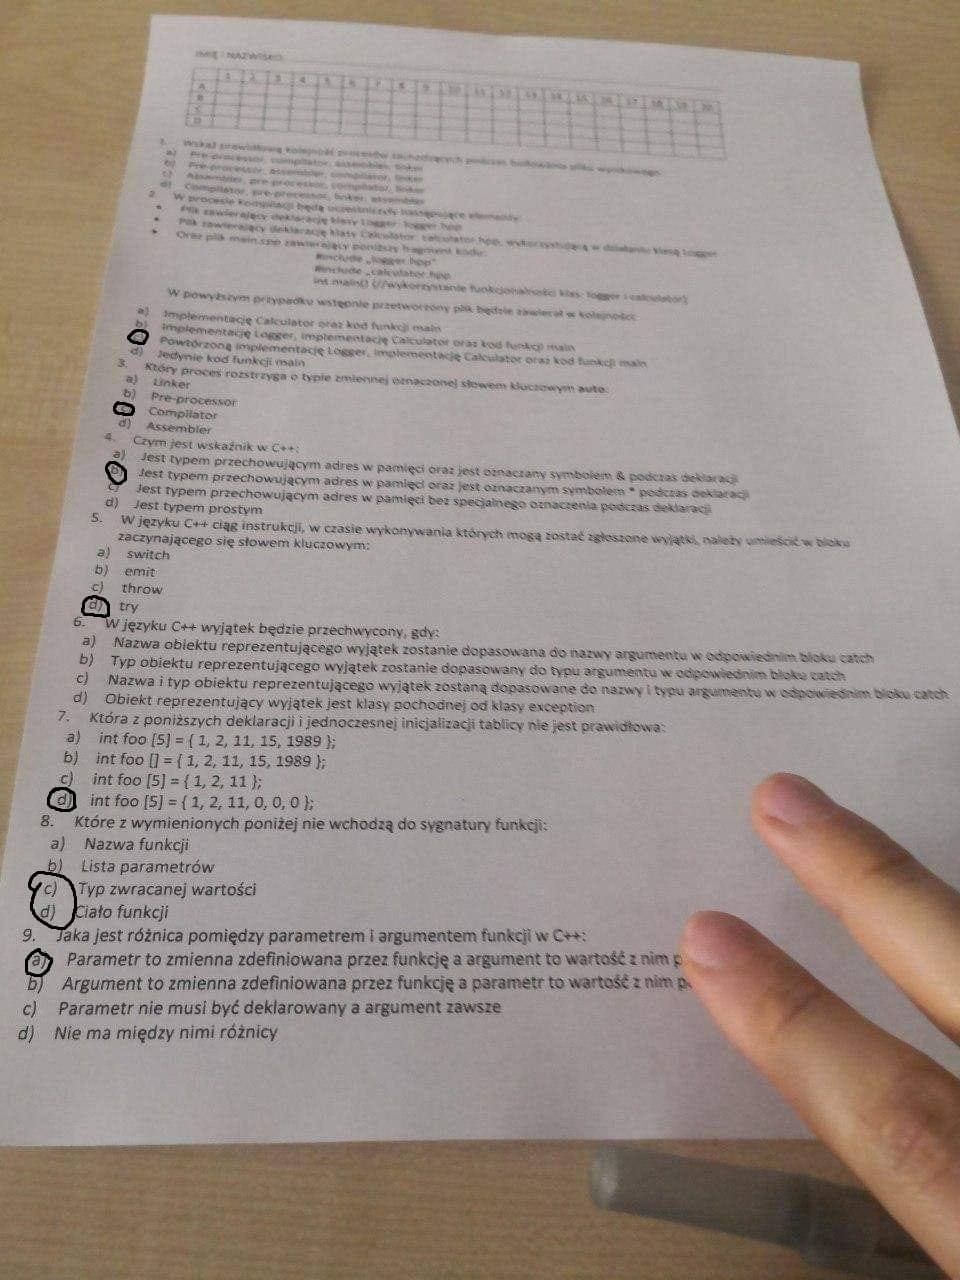 IMIĘ I NAZWISKO
1 2 3 4 5 6 7 8 9 10 11 12 13 14 15 16 17 18 19 20
A
B
C
D
1. Wskaż prawidłową kolejność procesów zachodzących podczas budowania pliku wynikowego
a) Pre-processor, compilator, assembler, linker
b) Pre-processor, assembler, compilator, linker
c) Assembler, pre-processor, compilator, linker
d) Compilator, pre-processor, linker, assembler
2. W procesie kompilacji będą uczestniczyły następujące elementy:
• Plik zawierający deklarację klasy Logger: logger.hpp
• Plik zawierający deklarację klasy Calculator: calculator.hpp, wykorzystującą w działaniu klasę Logger
• Oraz plik main.cpp zawierający poniższy fragment kodu:
#include „logger.hpp"
#include „calculator.hpp
int main() {//wykorzystanie funkcjonalności klas: logger i calculator}
W powyższym przypadku wstępnie przetworzony plik będzie zawierał w kolejności:
a) Implementację Calculator oraz kod funkcji main
b) Implementację Logger, implementację Calculator oraz kod funkcji main
c) Powtórzoną implementację Logger, implementację Calculator oraz kod funkcji main
d) Jedynie kod funkcji main
3. Który proces rozstrzyga o typie zmiennej oznaczonej słowem kluczowym auto:
a) Linker
b) Pre-processor
c) Compilator
d) Assembler
4. Czym jest wskaźnik w C++:
a) Jest typem przechowującym adres w pamięci oraz jest oznaczany symbolem & podczas deklaracji
b) Jest typem przechowującym adres w pamięci oraz jest oznaczanym symbolem * podczas deklaracji
c) Jest typem przechowującym adres w pamięci bez specjalnego oznaczenia podczas deklaracji
d) Jest typem prostym
5. W języku C++ ciąg instrukcji, w czasie wykonywania których mogą zostać zgłoszone wyjątki, należy umieścić w bloku
zaczynającego się słowem kluczowym:
a) switch
b) emit
c) throw
d) try
6. W języku C++ wyjątek będzie przechwycony, gdy:
a) Nazwa obiektu reprezentującego wyjątek zostanie dopasowana do nazwy argumentu w odpowiednim bloku catch
b) Typ obiektu reprezentującego wyjątek zostanie dopasowany do typu argumentu w odpowiednim bloku catch
c) Nazwa i typ obiektu reprezentującego wyjątek zostaną dopasowane do nazwy i typu argumentu w odpowiednim bloku catch
d) Obiekt reprezentujący wyjątek jest klasy pochodnej od klasy exception
7. Która z poniższych deklaracji i jednoczesnej inicjalizacji tablicy nie jest prawidłowa:
a) int foo [5] = { 1, 2, 11, 15, 1989 };
b) int foo [] = { 1, 2, 11, 15, 1989 };
c) int foo [5] = { 1, 2, 11 };
d) int foo [5] = { 1, 2, 11, 0, 0, 0 };
8. Które z wymienionych poniżej nie wchodzą do sygnatury funkcji:
a) Nazwa funkcji
b) Lista parametrów
c) Typ zwracanej wartości
d) Ciało funkcji
9. Jaka jest różnica pomiędzy parametrem i argumentem funkcji w C++:
a) Parametr to zmienna zdefiniowana przez funkcję a argument to wartość z nim p
b) Argument to zmienna zdefiniowana przez funkcję a parametr to wartość z nim p
c) Parametr nie musi być deklarowany a argument zawsze
d) Nie ma między nimi różnicy